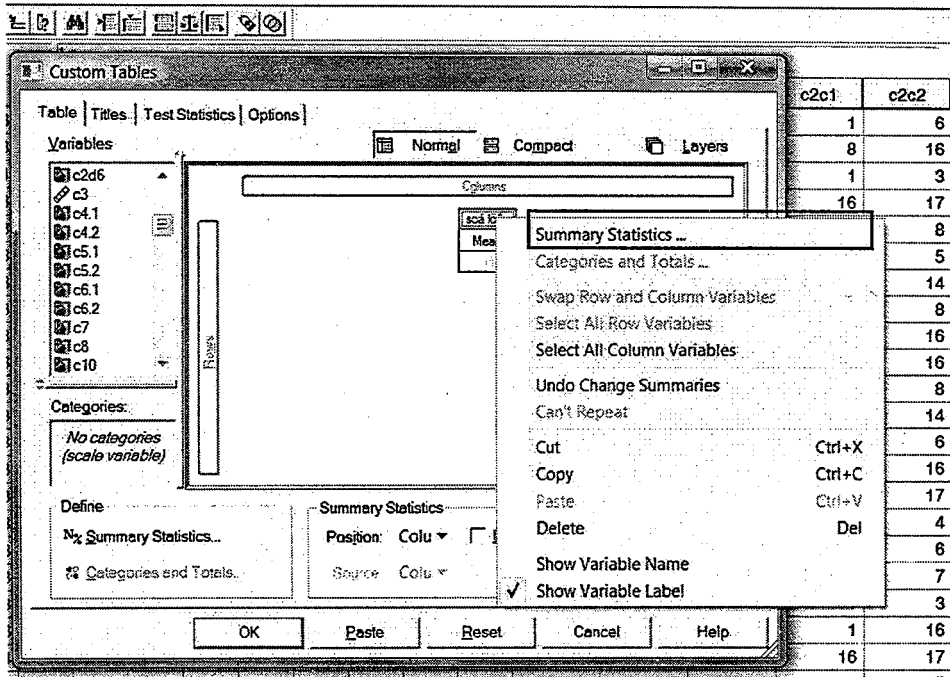 Custom Tables
c2c1 c2c2
Table Titles Test Statistics Options
Variables Normal Compact Layers
Columns
Rows
c2d6
c3
c4.1
c4.2
c5.1
c5.2
c6.1
c6.2
c7
c8
c10
Categories:
No categories
(scale variable)
Define
N% Summary Statistics...
Categories and Totals...
Summary Statistics
Position: Colu
Source: Colu
OK Paste Reset Cancel Help
Summary Statistics ...
Categories and Totals ...
Swap Row and Column Variables
Select All Row Variables
Select All Column Variables
Undo Change Summaries
Can't Repeat
Cut Ctrl+X
Copy Ctrl+C
Paste Ctrl+V
Delete Del
Show Variable Name
Show Variable Label
1 6
8 16
1 3
16 17
8
5
14
8
16
16
8
14
6
16
17
4
6
7
3
1 16
16 17